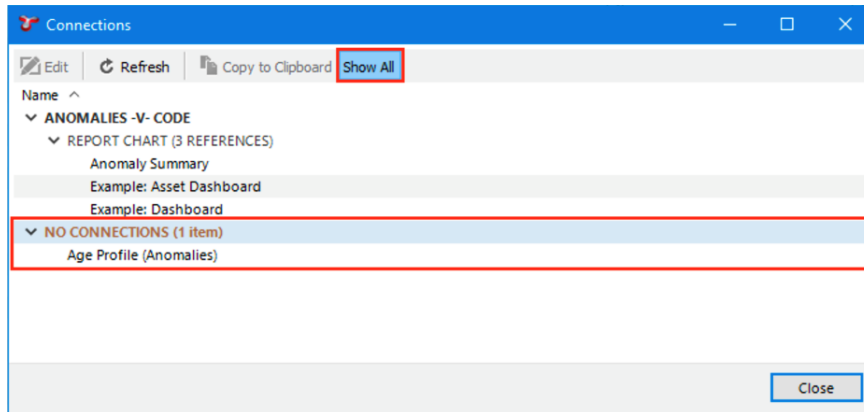 Connections
Edit Refresh Copy to Clipboard Show All
Name
ANOMALIES -V- CODE
REPORT CHART (3 REFERENCES)
Anomaly Summary
Example: Asset Dashboard
Example: Dashboard
NO CONNECTIONS (1 item)
Age Profile (Anomalies)
Close